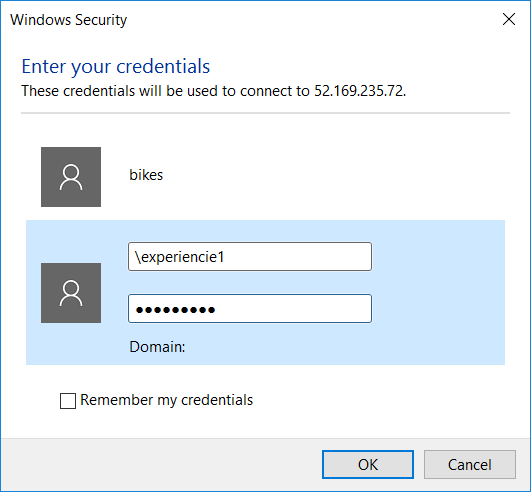 Windows Security
Enter your credentials
These credentials will be used to connect to 52.169.235.72.
bikes
\experiencie1
●●●●●●●●●
Domain:
Remember my credentials
OK
Cancel